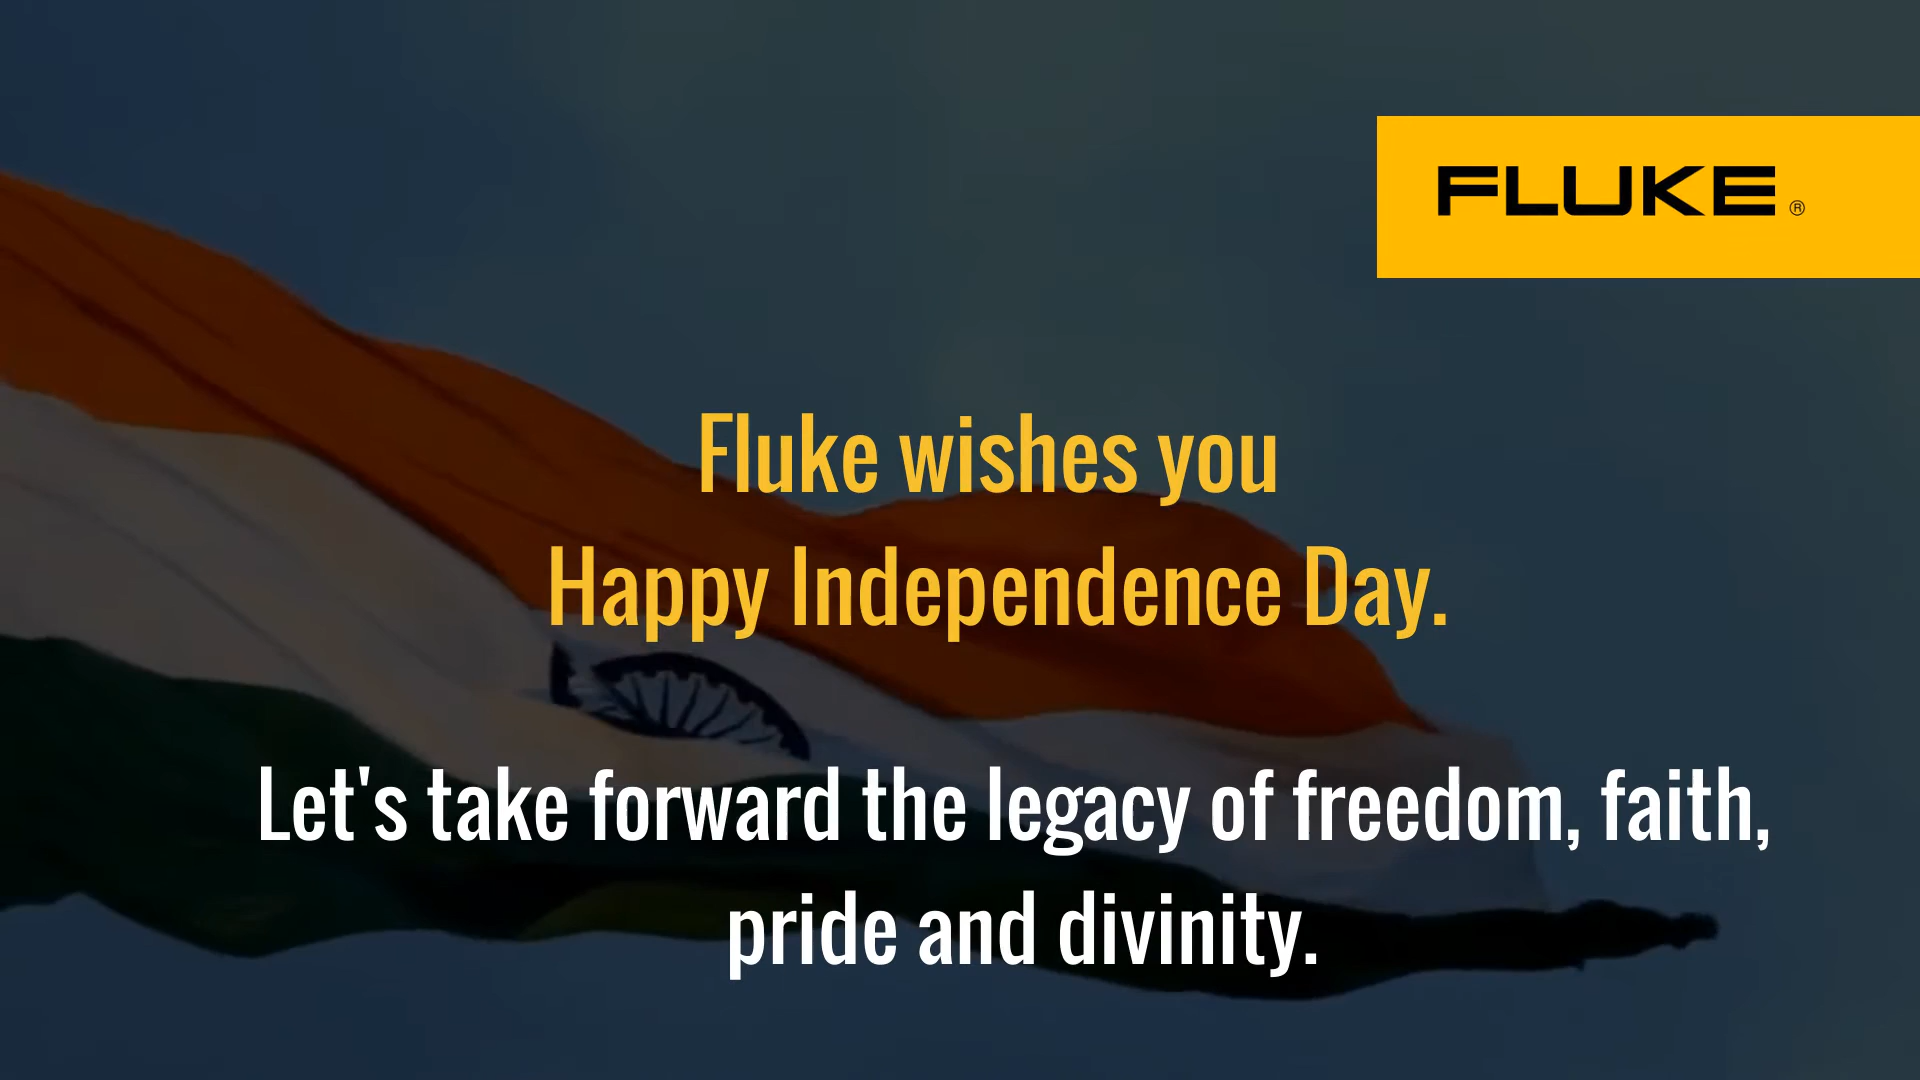 FLUKE ®
Fluke wishes you
Happy Independence Day.
Let's take forward the legacy of freedom, faith,
pride and divinity.